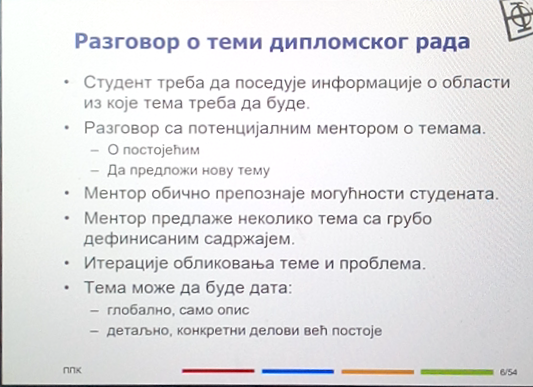 Разговор о теми дипломског рада
• Студент треба да поседује информације о области
из које тема треба да буде.
• Разговор са потенцијалним ментором о темама.
– О постојећим
– Да предложи нову тему
• Ментор обично препознаје могућности студената.
• Ментор предлаже неколико тема са грубо
дефинисаним садржајем.
• Итерације обликовања теме и проблема.
• Тема може да буде дата:
– глобално, само опис
– детаљно, конкретни делови већ постоје
ППК
6/54